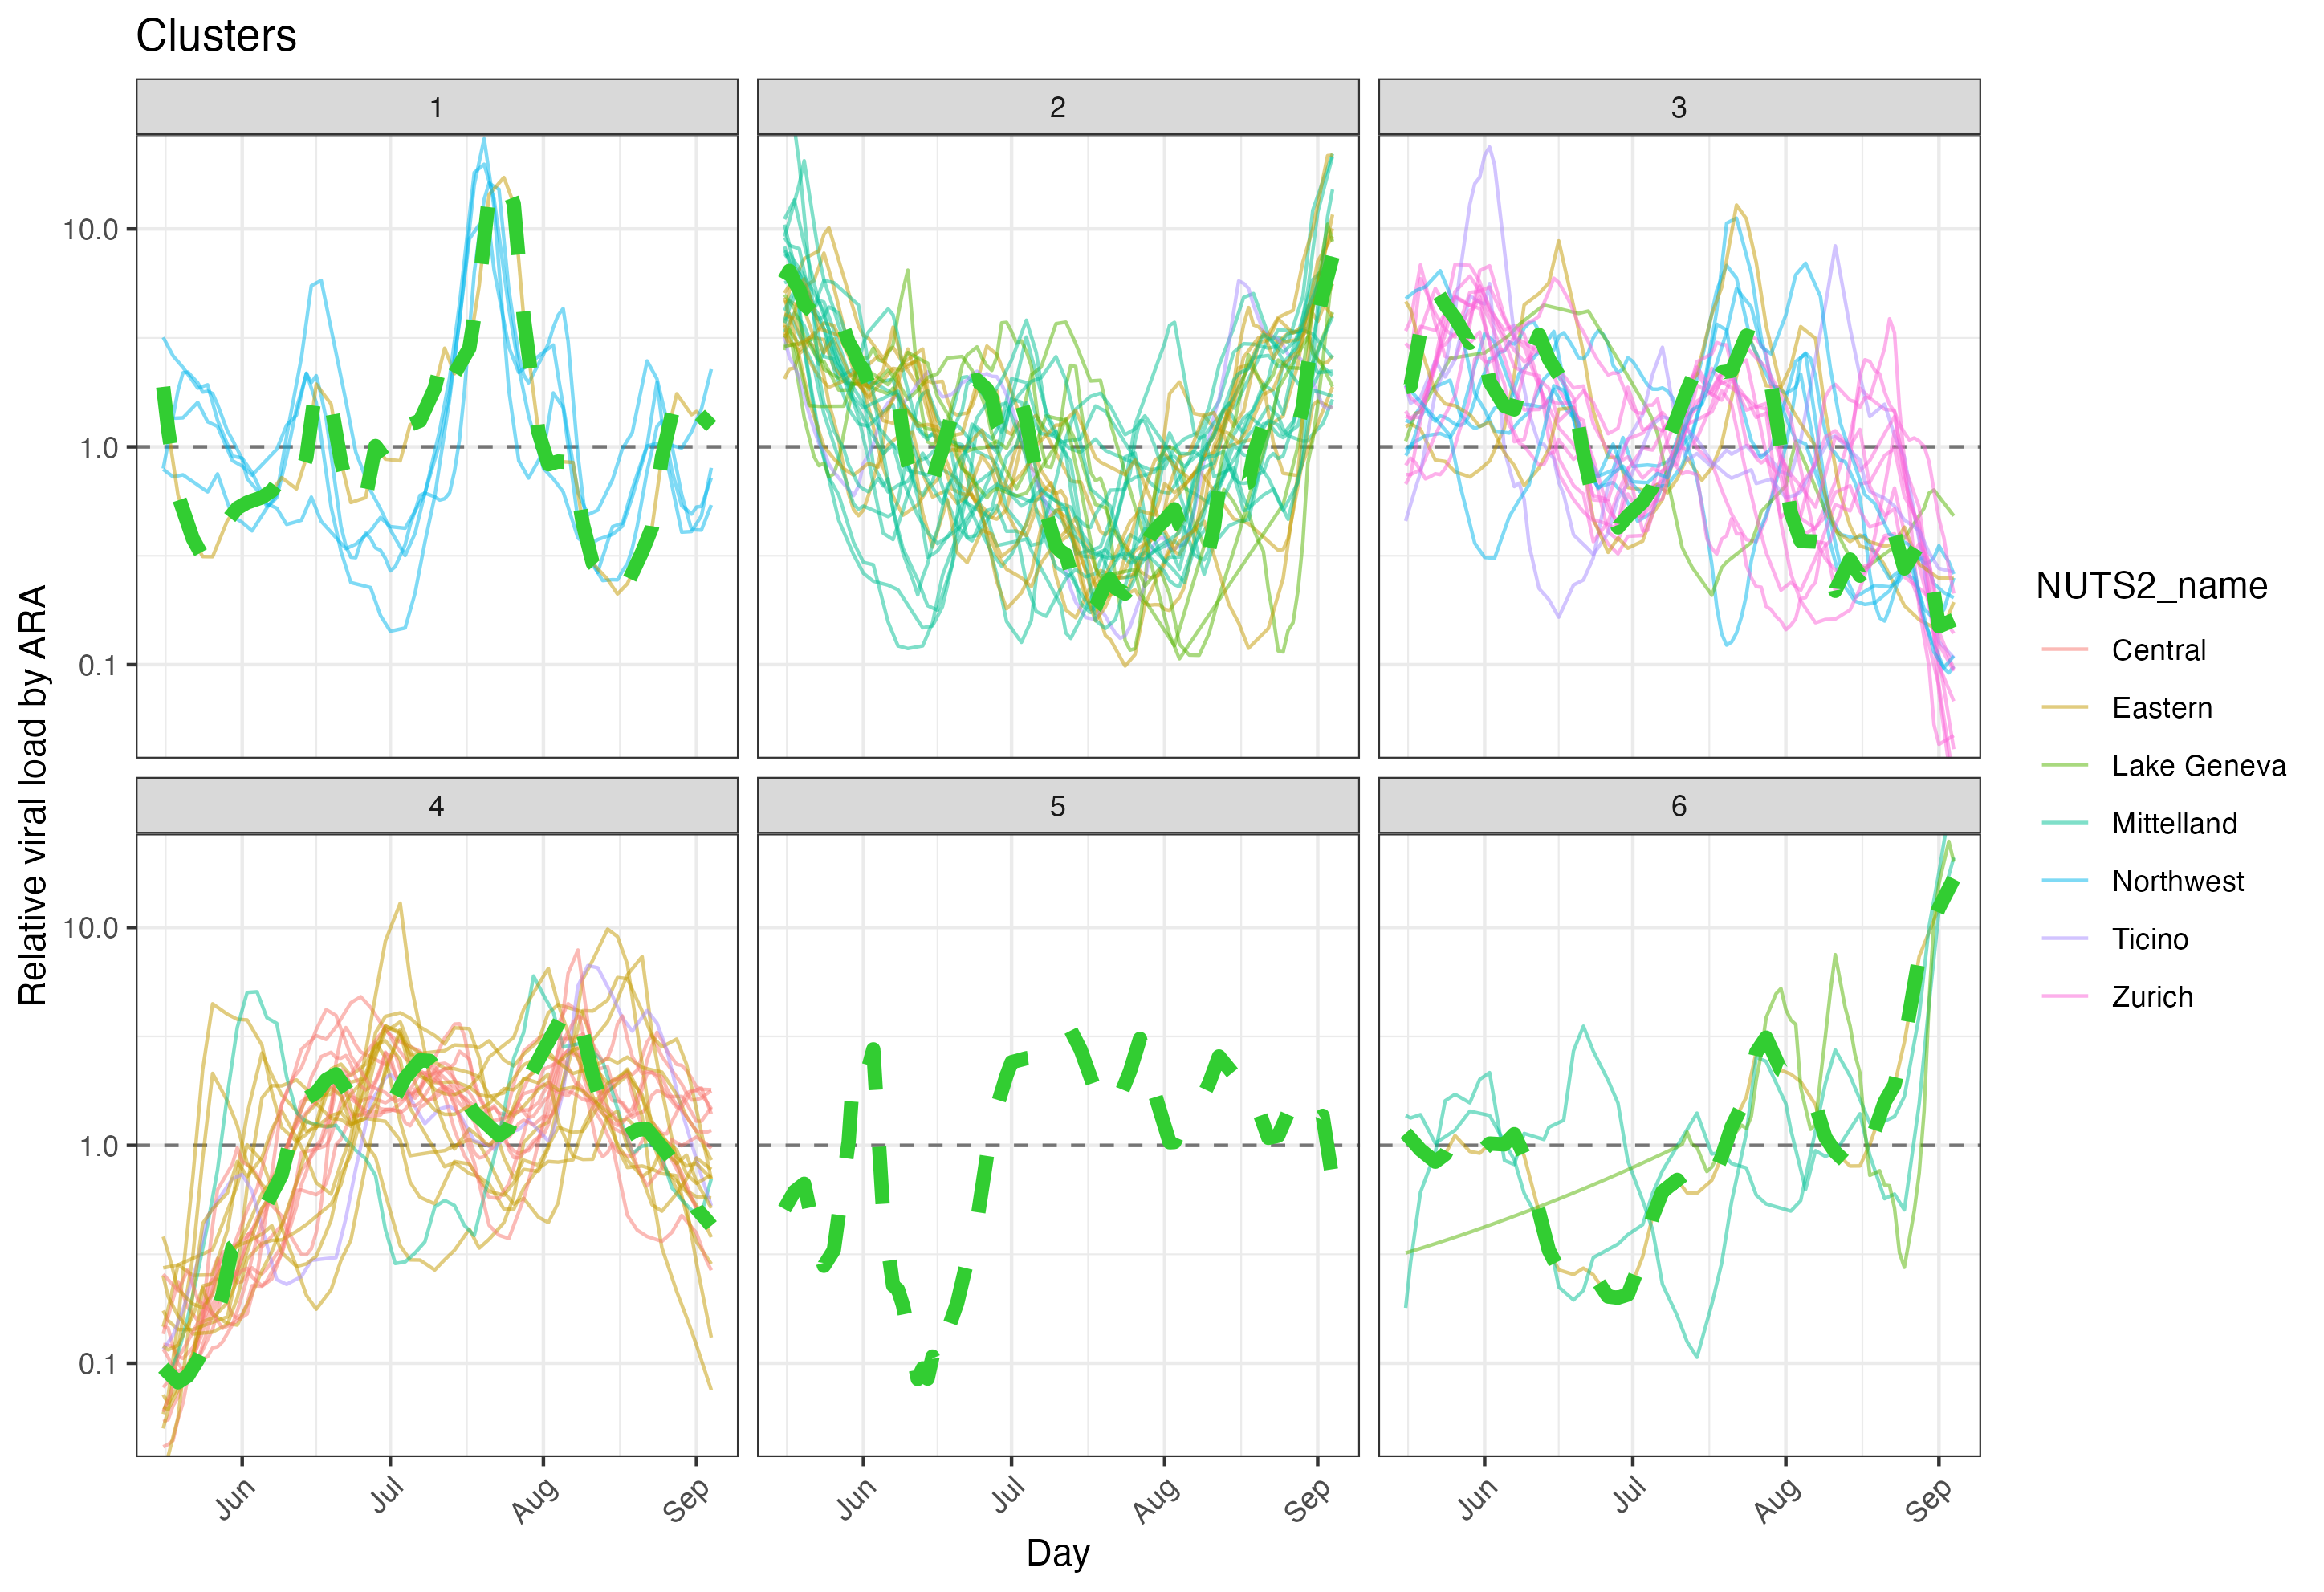 Clusters
1
2
3
10.0
1.0
0.1
4
5
6
10.0
1.0
0.1
Jun
Jul
Aug
Sep
Jun
Jul
Aug
Sep
Jun
Jul
Aug
Sep
Day
Relative viral load by ARA
NUTS2_name
Central
Eastern
Lake Geneva
Mittelland
Northwest
Ticino
Zurich